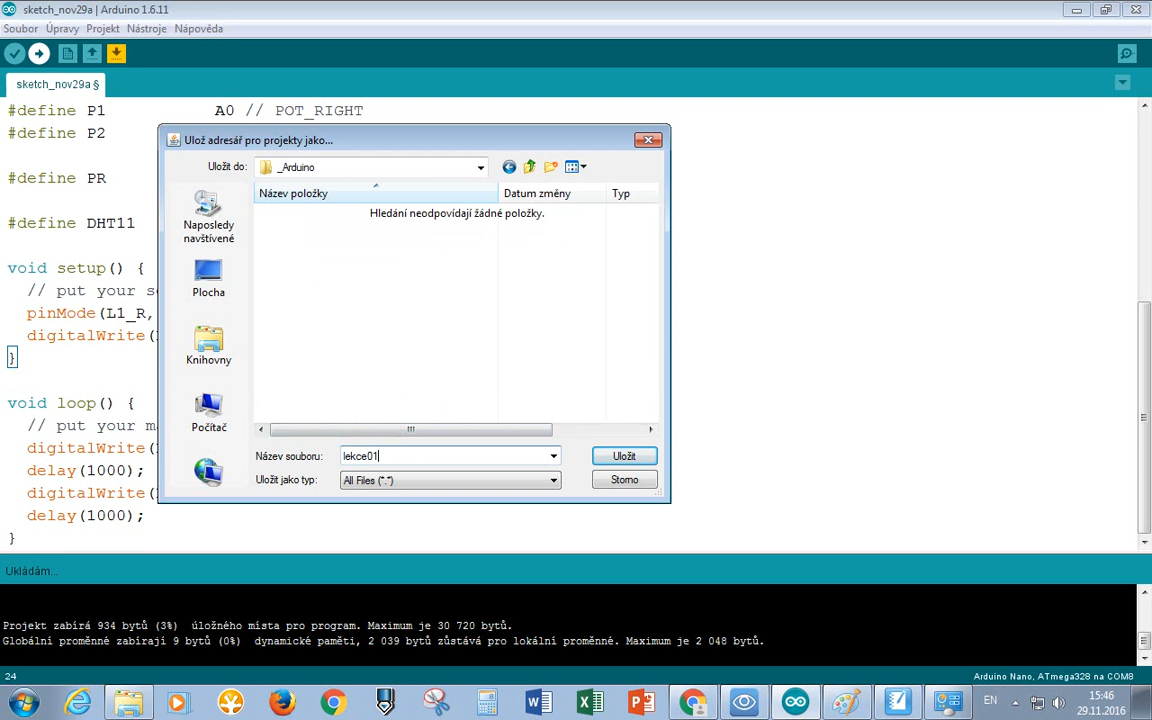 sketch_nov29a | Arduino 1.6.11
Soubor Úpravy Projekt Nástroje Nápověda
sketch_nov29a §
#define P1 A0 // POT_RIGHT
#define P2
#define PR
#define DHT11
void setup() {
// put your s
pinMode(L1_R,
digitalWrite(
}
void loop() {
// put your m
digitalWrite(
delay(1000);
digitalWrite(
delay(1000);
}
Ulož adresář pro projekty jako...
Uložit do: _Arduino
Název položky Datum změny Typ
Hledání neodpovídají žádné položky.
Naposledy
navštívené
Plocha
Knihovny
Počítač
Název souboru: lekce01 Uložit
Uložit jako typ: All Files (*.*) Storno
Ukládám...
Projekt zabírá 934 bytů (3%) úložného místa pro program. Maximum je 30 720 bytů.
Globální proměnné zabírají 9 bytů (0%) dynamické paměti, 2 039 bytů zůstává pro lokální proměnné. Maximum je 2 048 bytů.
24 Arduino Nano, ATmega328 na COM8
EN 15:46
29.11.2016